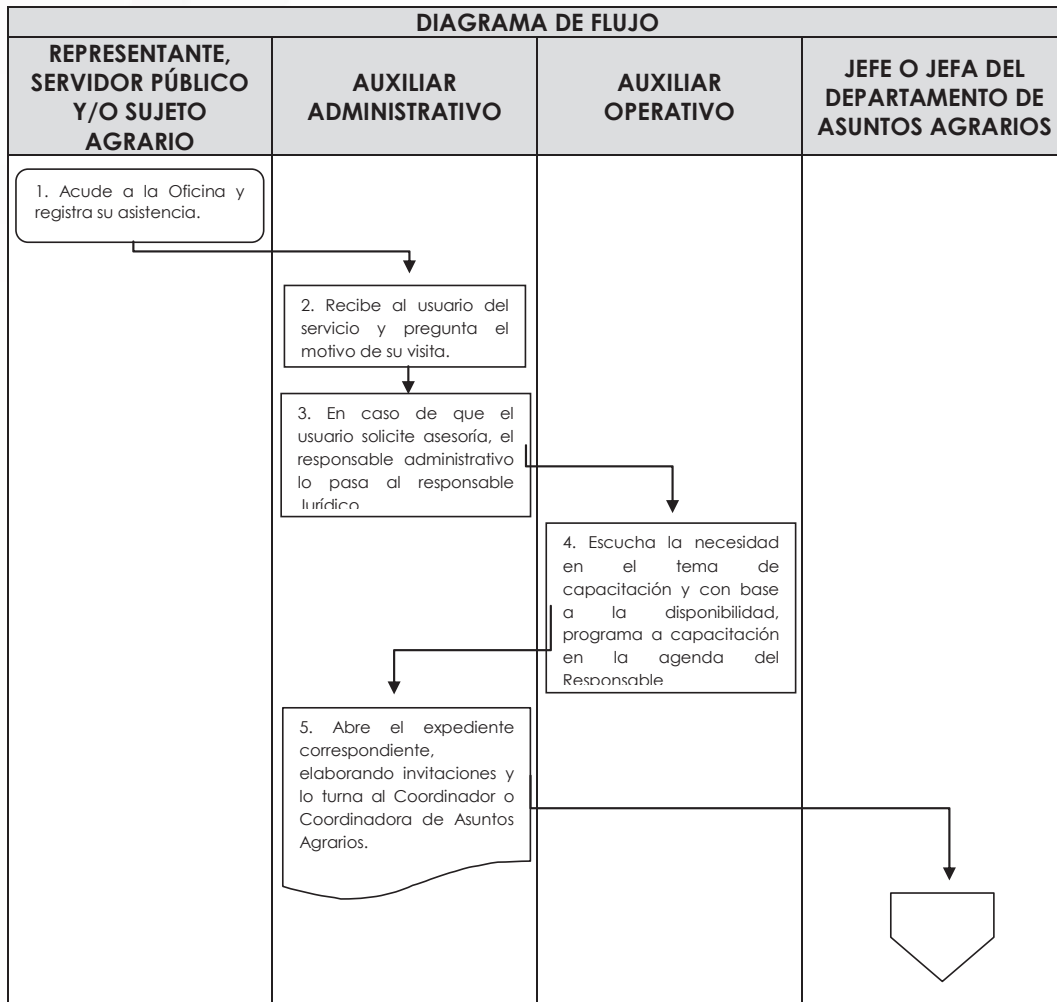 DIAGRAMA DE FLUJO
REPRESENTANTE,
SERVIDOR PÚBLICO
Y/O SUJETO
AGRARIO
AUXILIAR
ADMINISTRATIVO
AUXILIAR
OPERATIVO
JEFE O JEFA DEL
DEPARTAMENTO DE
ASUNTOS AGRARIOS
1. Acude a la Oficina y
registra su asistencia.
2. Recibe al usuario del
servicio y pregunta el
motivo de su visita.
3. En caso de que el
usuario solicite asesoría, el
responsable administrativo
lo pasa al responsable
Jurídico
4. Escucha la necesidad
en el tema de
capacitación y con base
a la disponibilidad,
programa a capacitación
en la agenda del
Responsable
5. Abre el expediente
correspondiente,
elaborando invitaciones y
lo turna al Coordinador o
Coordinadora de Asuntos
Agrarios.